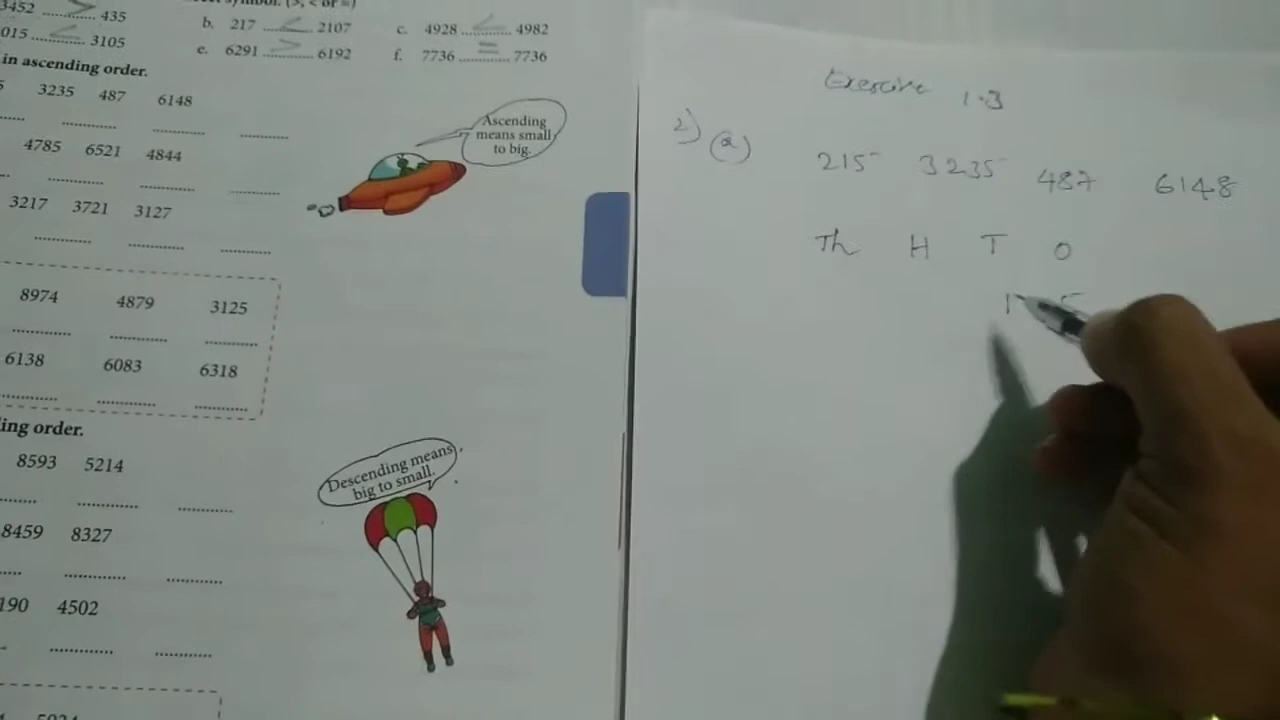 3452 ..... > ..... 435
b. 217 ..... < ..... 2107
c. 4928 ..... < ..... 4982
015 ..... < ..... 3105
e. 6291 ..... > ..... 6192
f. 7736 ..... = ..... 7736
in ascending order.
3235 487 6148
4785 6521 4844
3217 3721 3127
Ascending
means small
to big.
8974 4879 3125
6138 6083 6318
ing order.
8593 5214
8459 8327
190 4502
Descending means
big to small.
Exercise 1.3
2) (a) 215 3235 487 6148
Th H T O
1 5